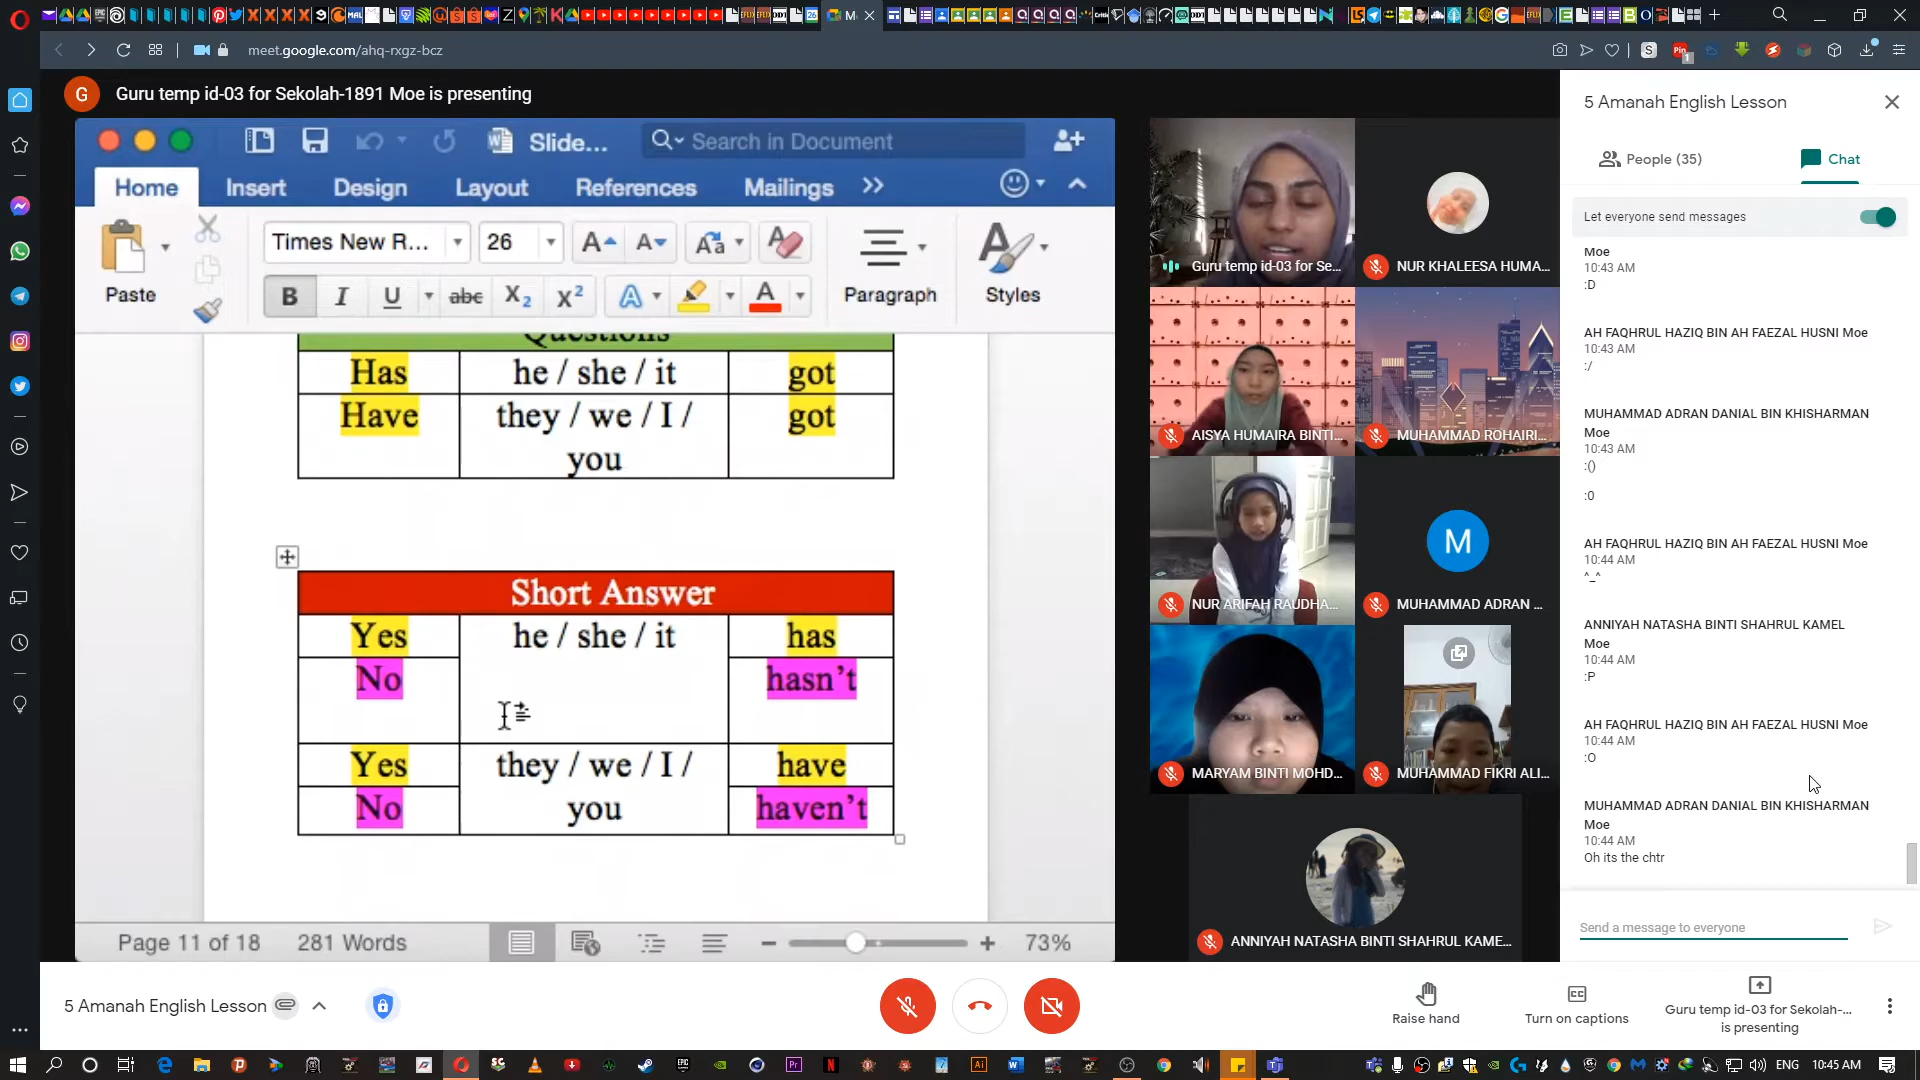 meet.google.com/ahq-rxgz-bcz
G
Guru temp id-03 for Sekolah-1891 Moe is presenting
Slide...
Search in Document
Home
Insert
Design
Layout
References
Mailings
Paste
Times New R...
26
B
I
U
abc
X2
X2
A
A
Paragraph
Styles
Questions
Has
he / she / it
got
Have
they / we / I /
you
got
Short Answer
Yes
he / she / it
has
No
hasn't
Yes
they / we / I /
you
have
No
haven't
Page 11 of 18
281 Words
73%
Guru temp id-03 for Se...
NUR KHALEESA HUMA...
AISYA HUMAIRA BINTI...
MUHAMMAD ROHAIRI...
NUR ARIFAH RAUDHA...
M
MUHAMMAD ADRAN ...
MARYAM BINTI MOHD...
MUHAMMAD FIKRI ALI...
ANNIYAH NATASHA BINTI SHAHRUL KAME...
5 Amanah English Lesson
People (35)
Chat
Let everyone send messages
Moe
10:43 AM
:D
AH FAQHRUL HAZIQ BIN AH FAEZAL HUSNI Moe
10:43 AM
:/
MUHAMMAD ADRAN DANIAL BIN KHISHARMAN
Moe
10:43 AM
:()
:0
AH FAQHRUL HAZIQ BIN AH FAEZAL HUSNI Moe
10:44 AM
^_^
ANNIYAH NATASHA BINTI SHAHRUL KAMEL
Moe
10:44 AM
:P
AH FAQHRUL HAZIQ BIN AH FAEZAL HUSNI Moe
10:44 AM
:O
MUHAMMAD ADRAN DANIAL BIN KHISHARMAN
Moe
10:44 AM
Oh its the chtr
Send a message to everyone
5 Amanah English Lesson
Raise hand
Turn on captions
Guru temp id-03 for Sekolah-...
is presenting
ENG
10:45 AM